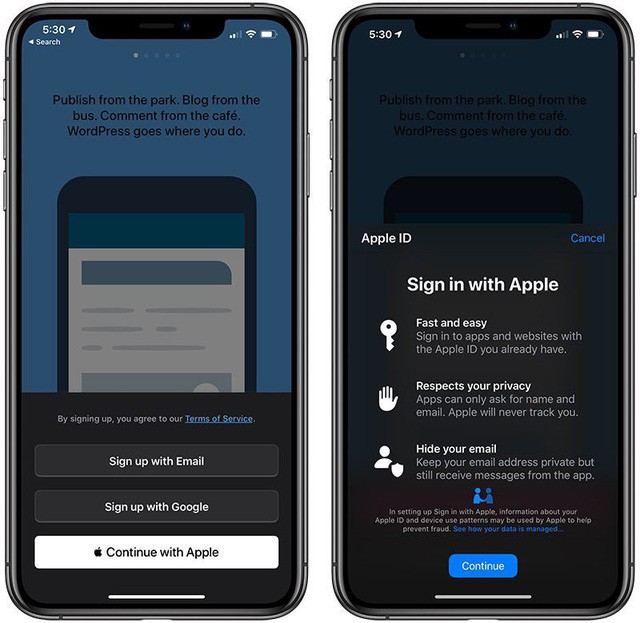 5:30
Search
Publish from the park. Blog from the
bus. Comment from the café.
WordPress goes where you do.
By signing up, you agree to our Terms of Service.
Sign up with Email
Sign up with Google
Continue with Apple
5:30
Publish from the park. Blog from the
bus. Comment from the café.
WordPress goes where you do.
Apple ID
Cancel
Sign in with Apple
Fast and easy
Sign in to apps and websites with
the Apple ID you already have.
Respects your privacy
Apps can only ask for name and
email. Apple will never track you.
Hide your email
Keep your email address private but
still receive messages from the app.
In setting up Sign in with Apple, information about your
Apple ID and device use patterns may be used by Apple to help
prevent fraud. See how your data is managed...
Continue